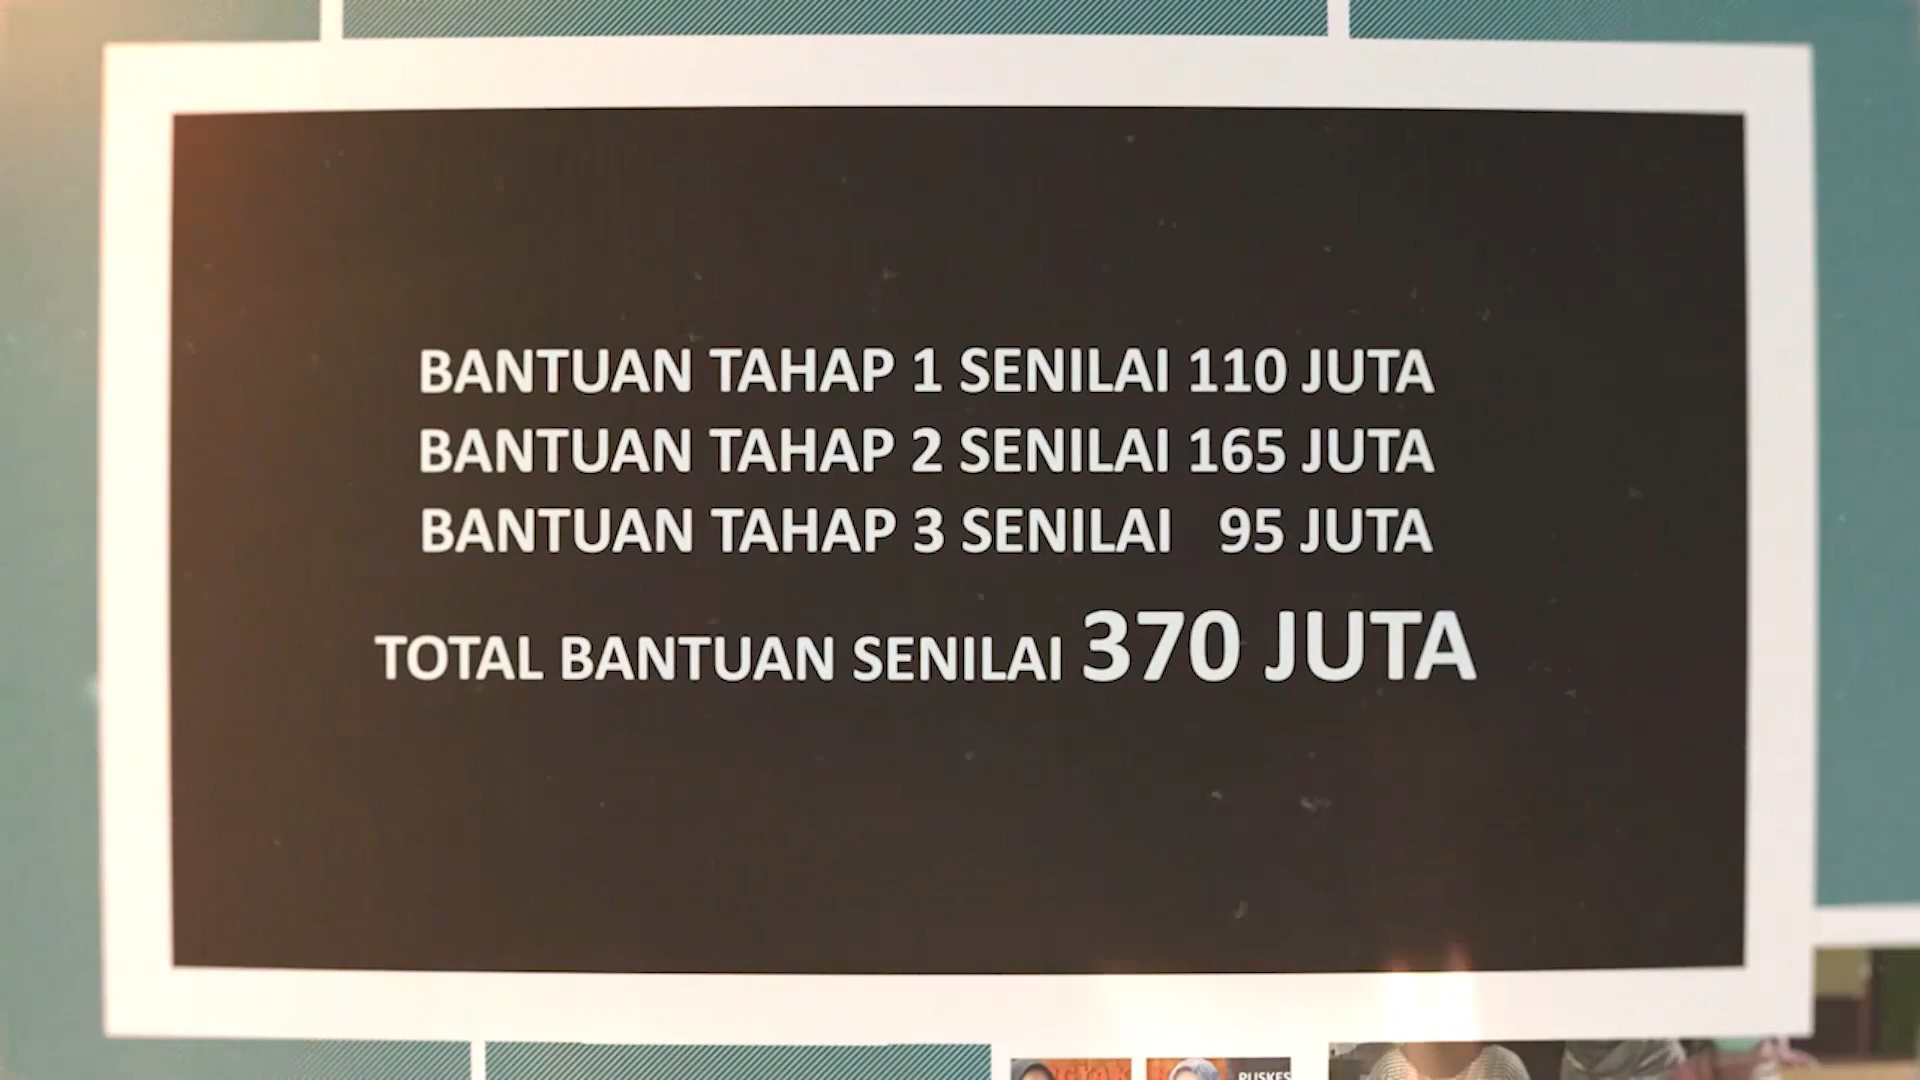 BANTUAN TAHAP 1 SENILAI 110 JUTA
BANTUAN TAHAP 2 SENILAI 165 JUTA
BANTUAN TAHAP 3 SENILAI 95 JUTA
TOTAL BANTUAN SENILAI 370 JUTA
PUSKES